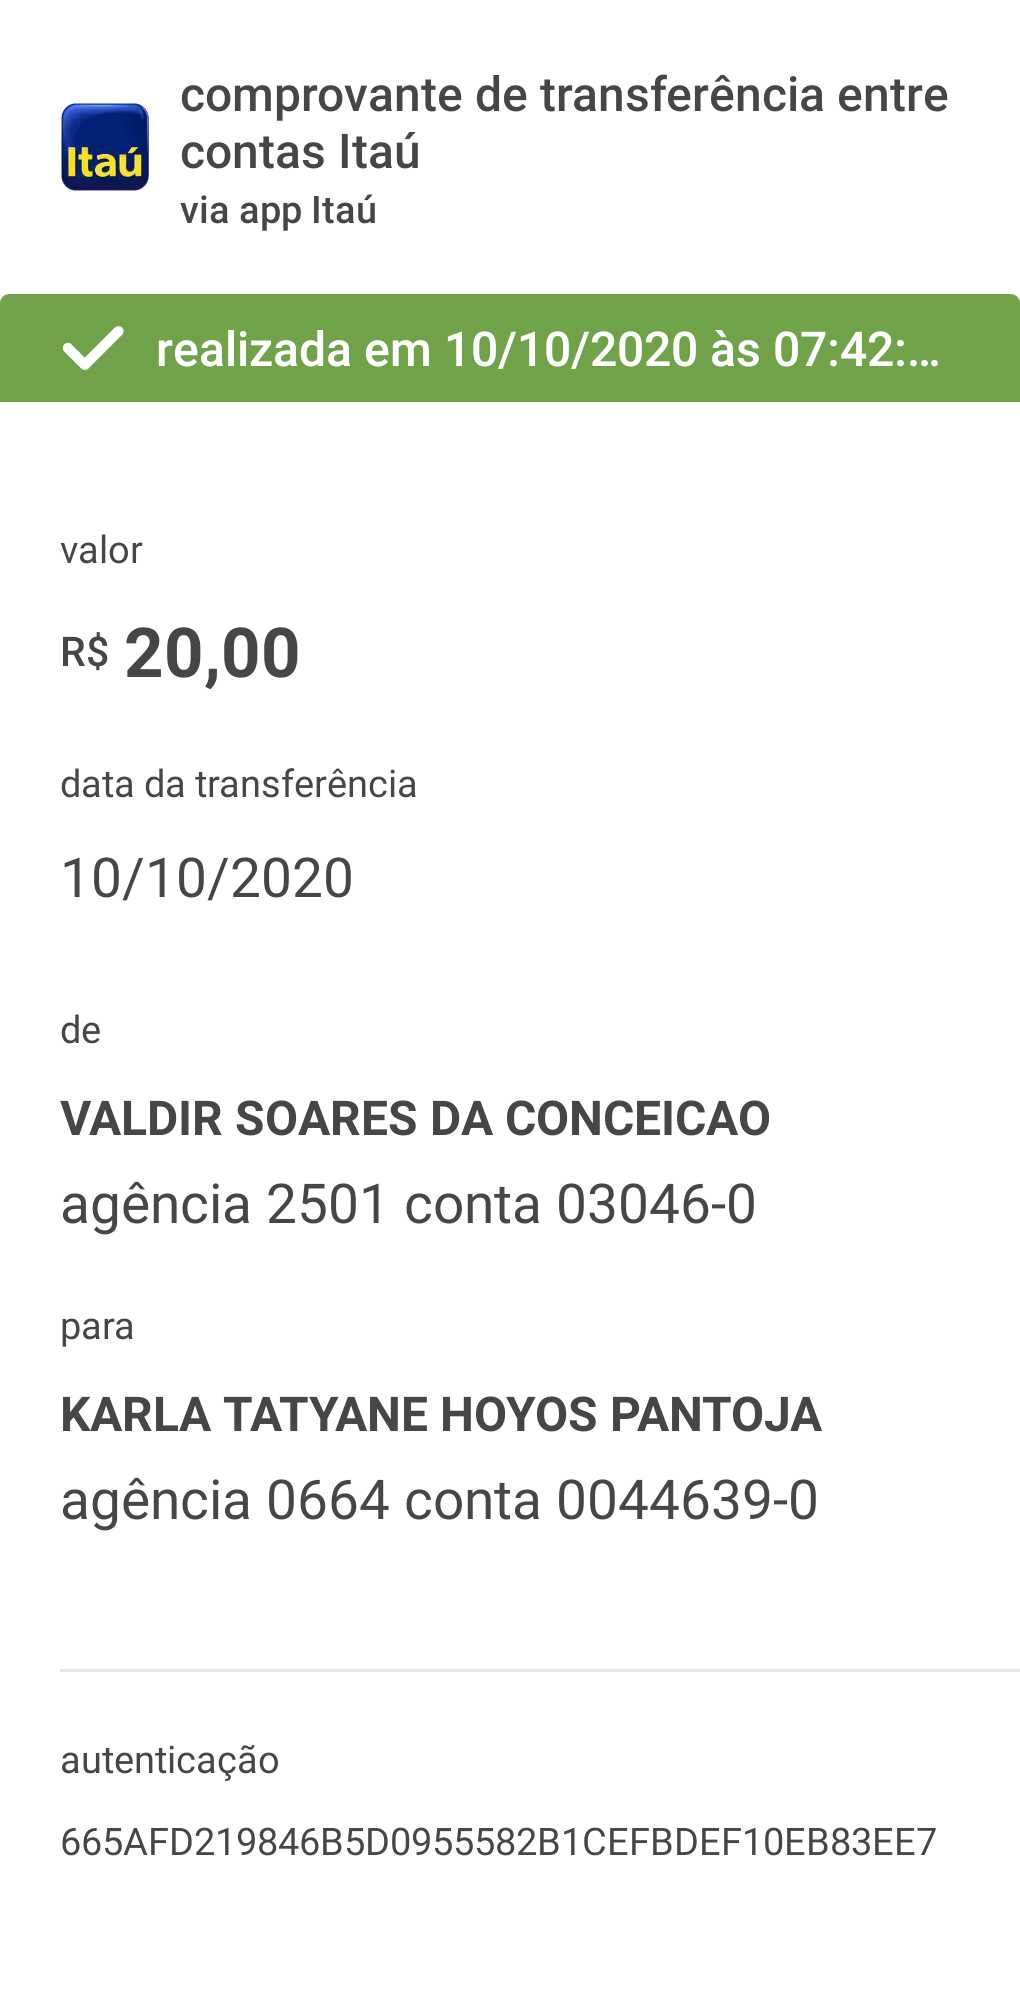 Itaú
comprovante de transferência entre
contas Itaú
via app Itaú
realizada em 10/10/2020 às 07:42:...
valor
R$ 20,00
data da transferência
10/10/2020
de
VALDIR SOARES DA CONCEICAO
agência 2501 conta 03046-0
para
KARLA TATYANE HOYOS PANTOJA
agência 0664 conta 0044639-0
autenticação
665AFD219846B5D0955582B1CEFBDEF10EB83EE7